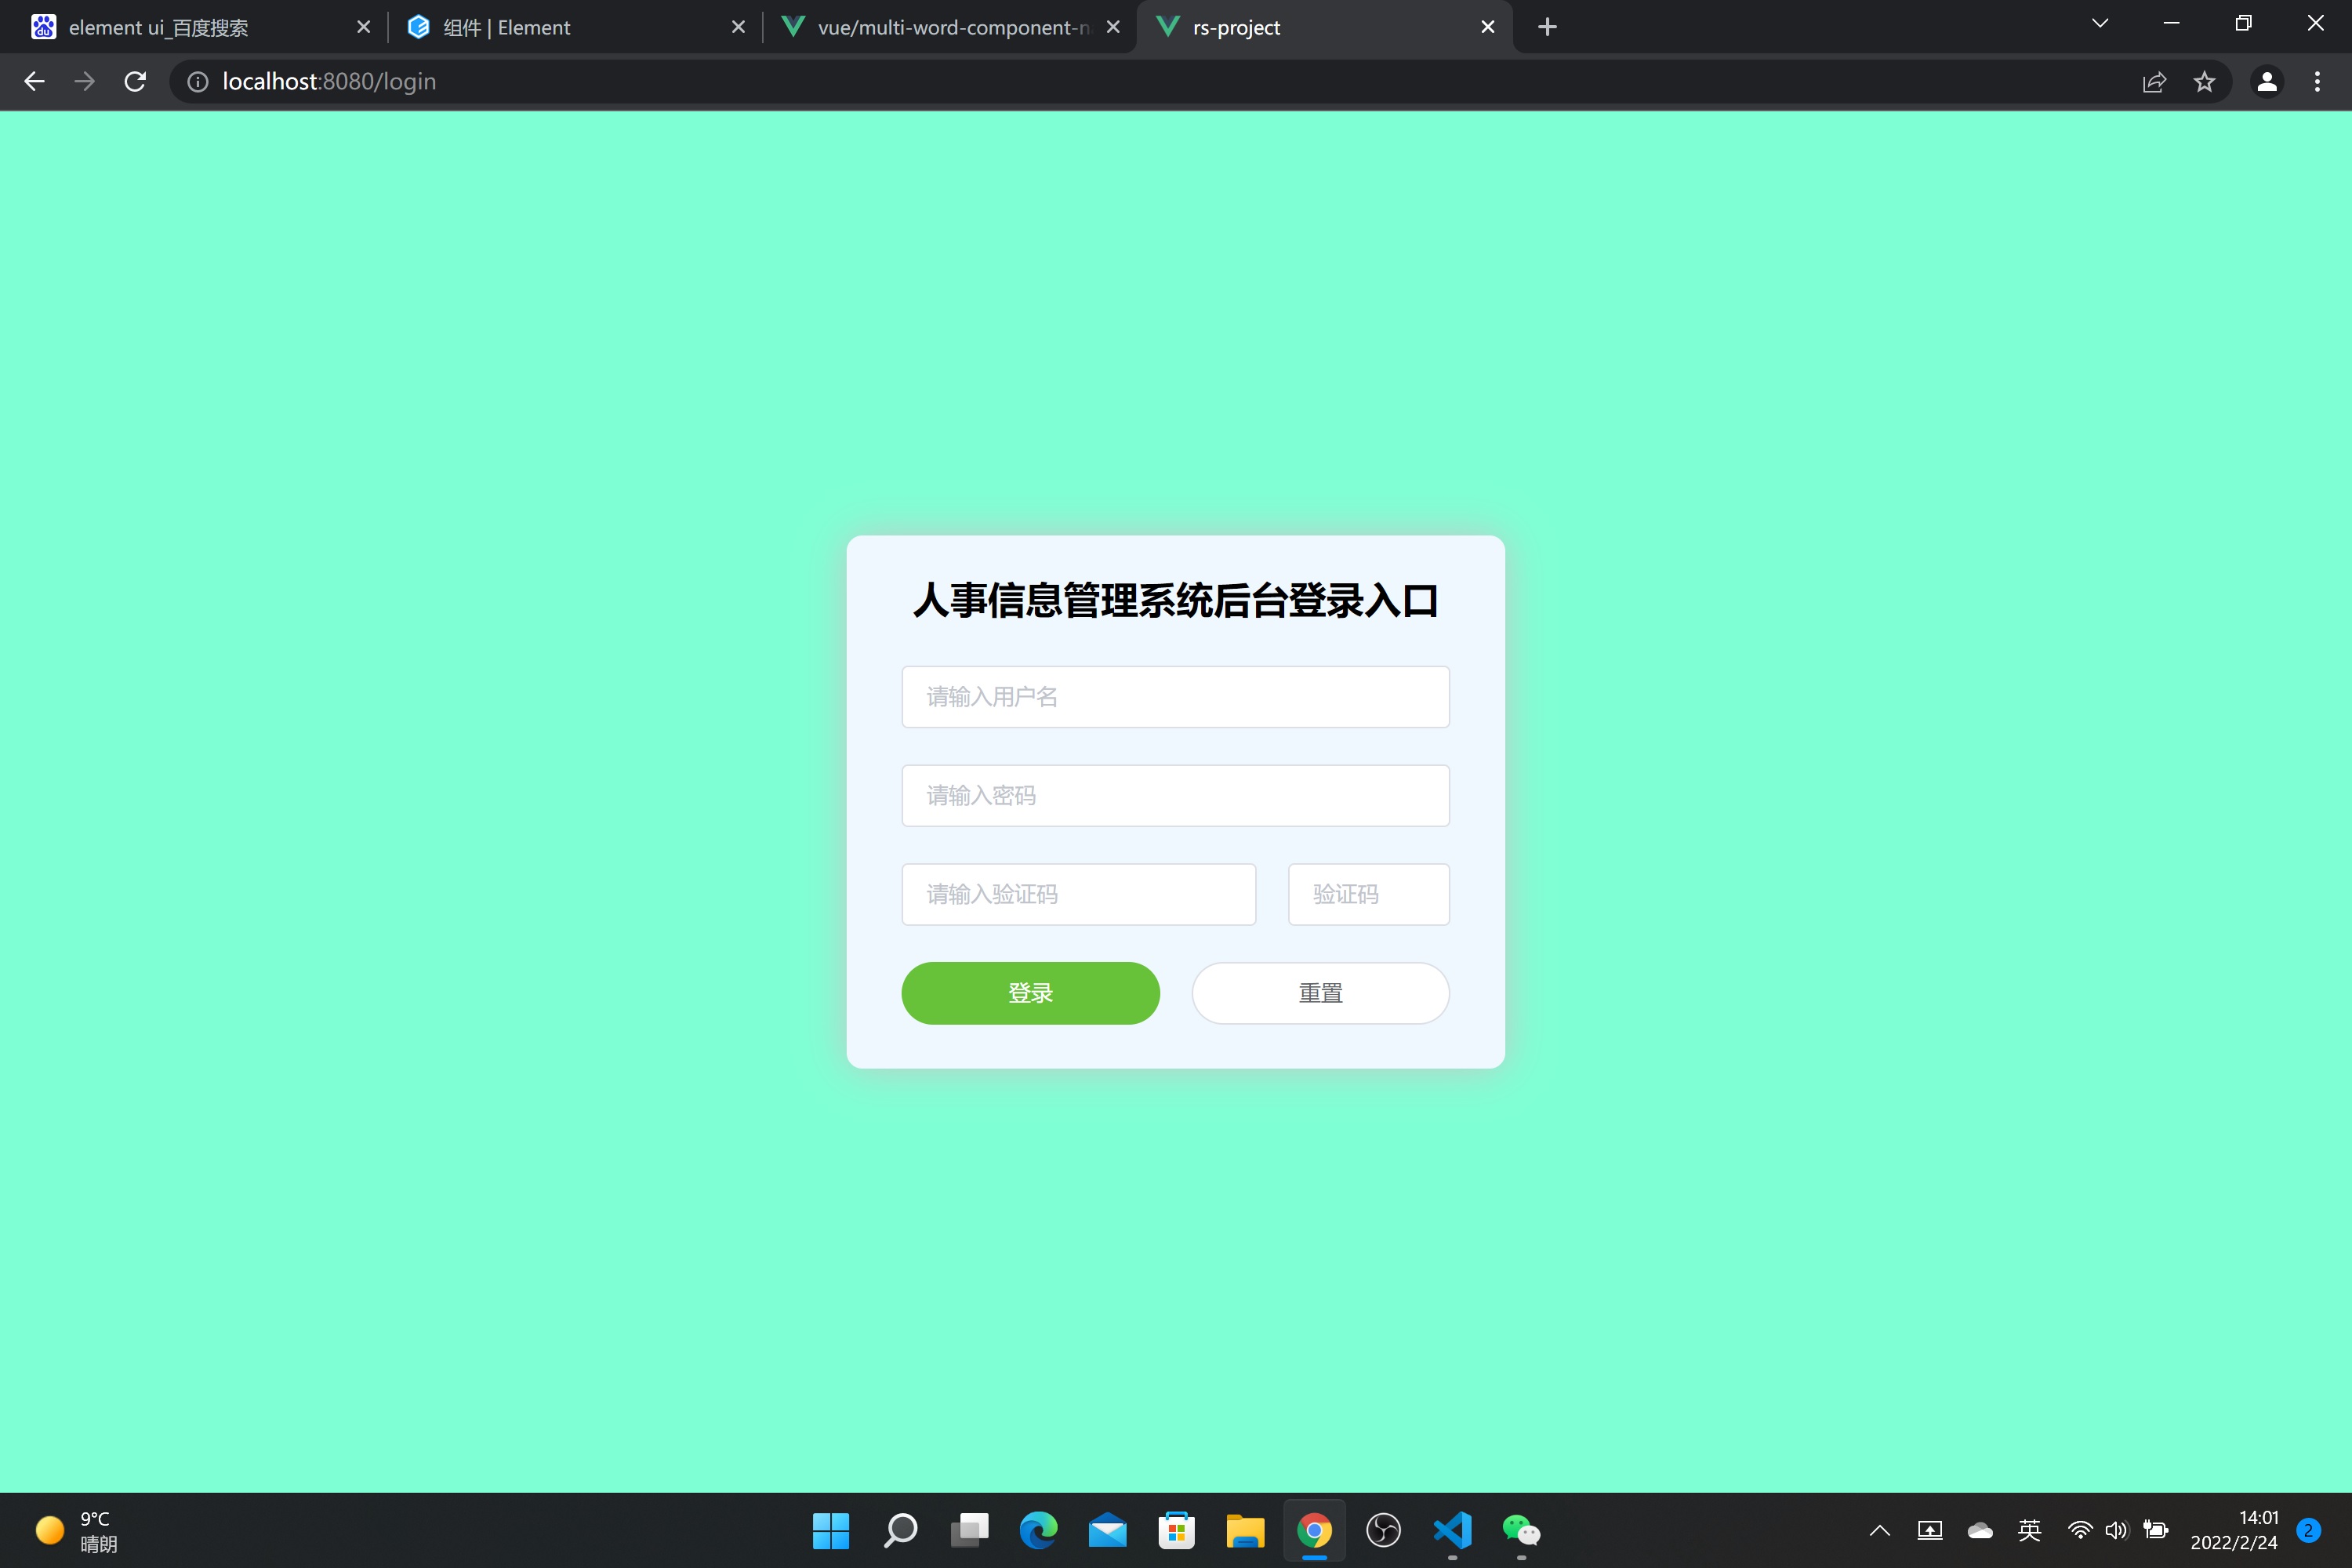 element ui_百度搜索
组件 | Element
vue/multi-word-component-n
rs-project
localhost:8080/login
人事信息管理系统后台登录入口
请输入用户名
请输入密码
请输入验证码
验证码
登录
重置
9°C
晴朗
英
14:01
2022/2/24
2